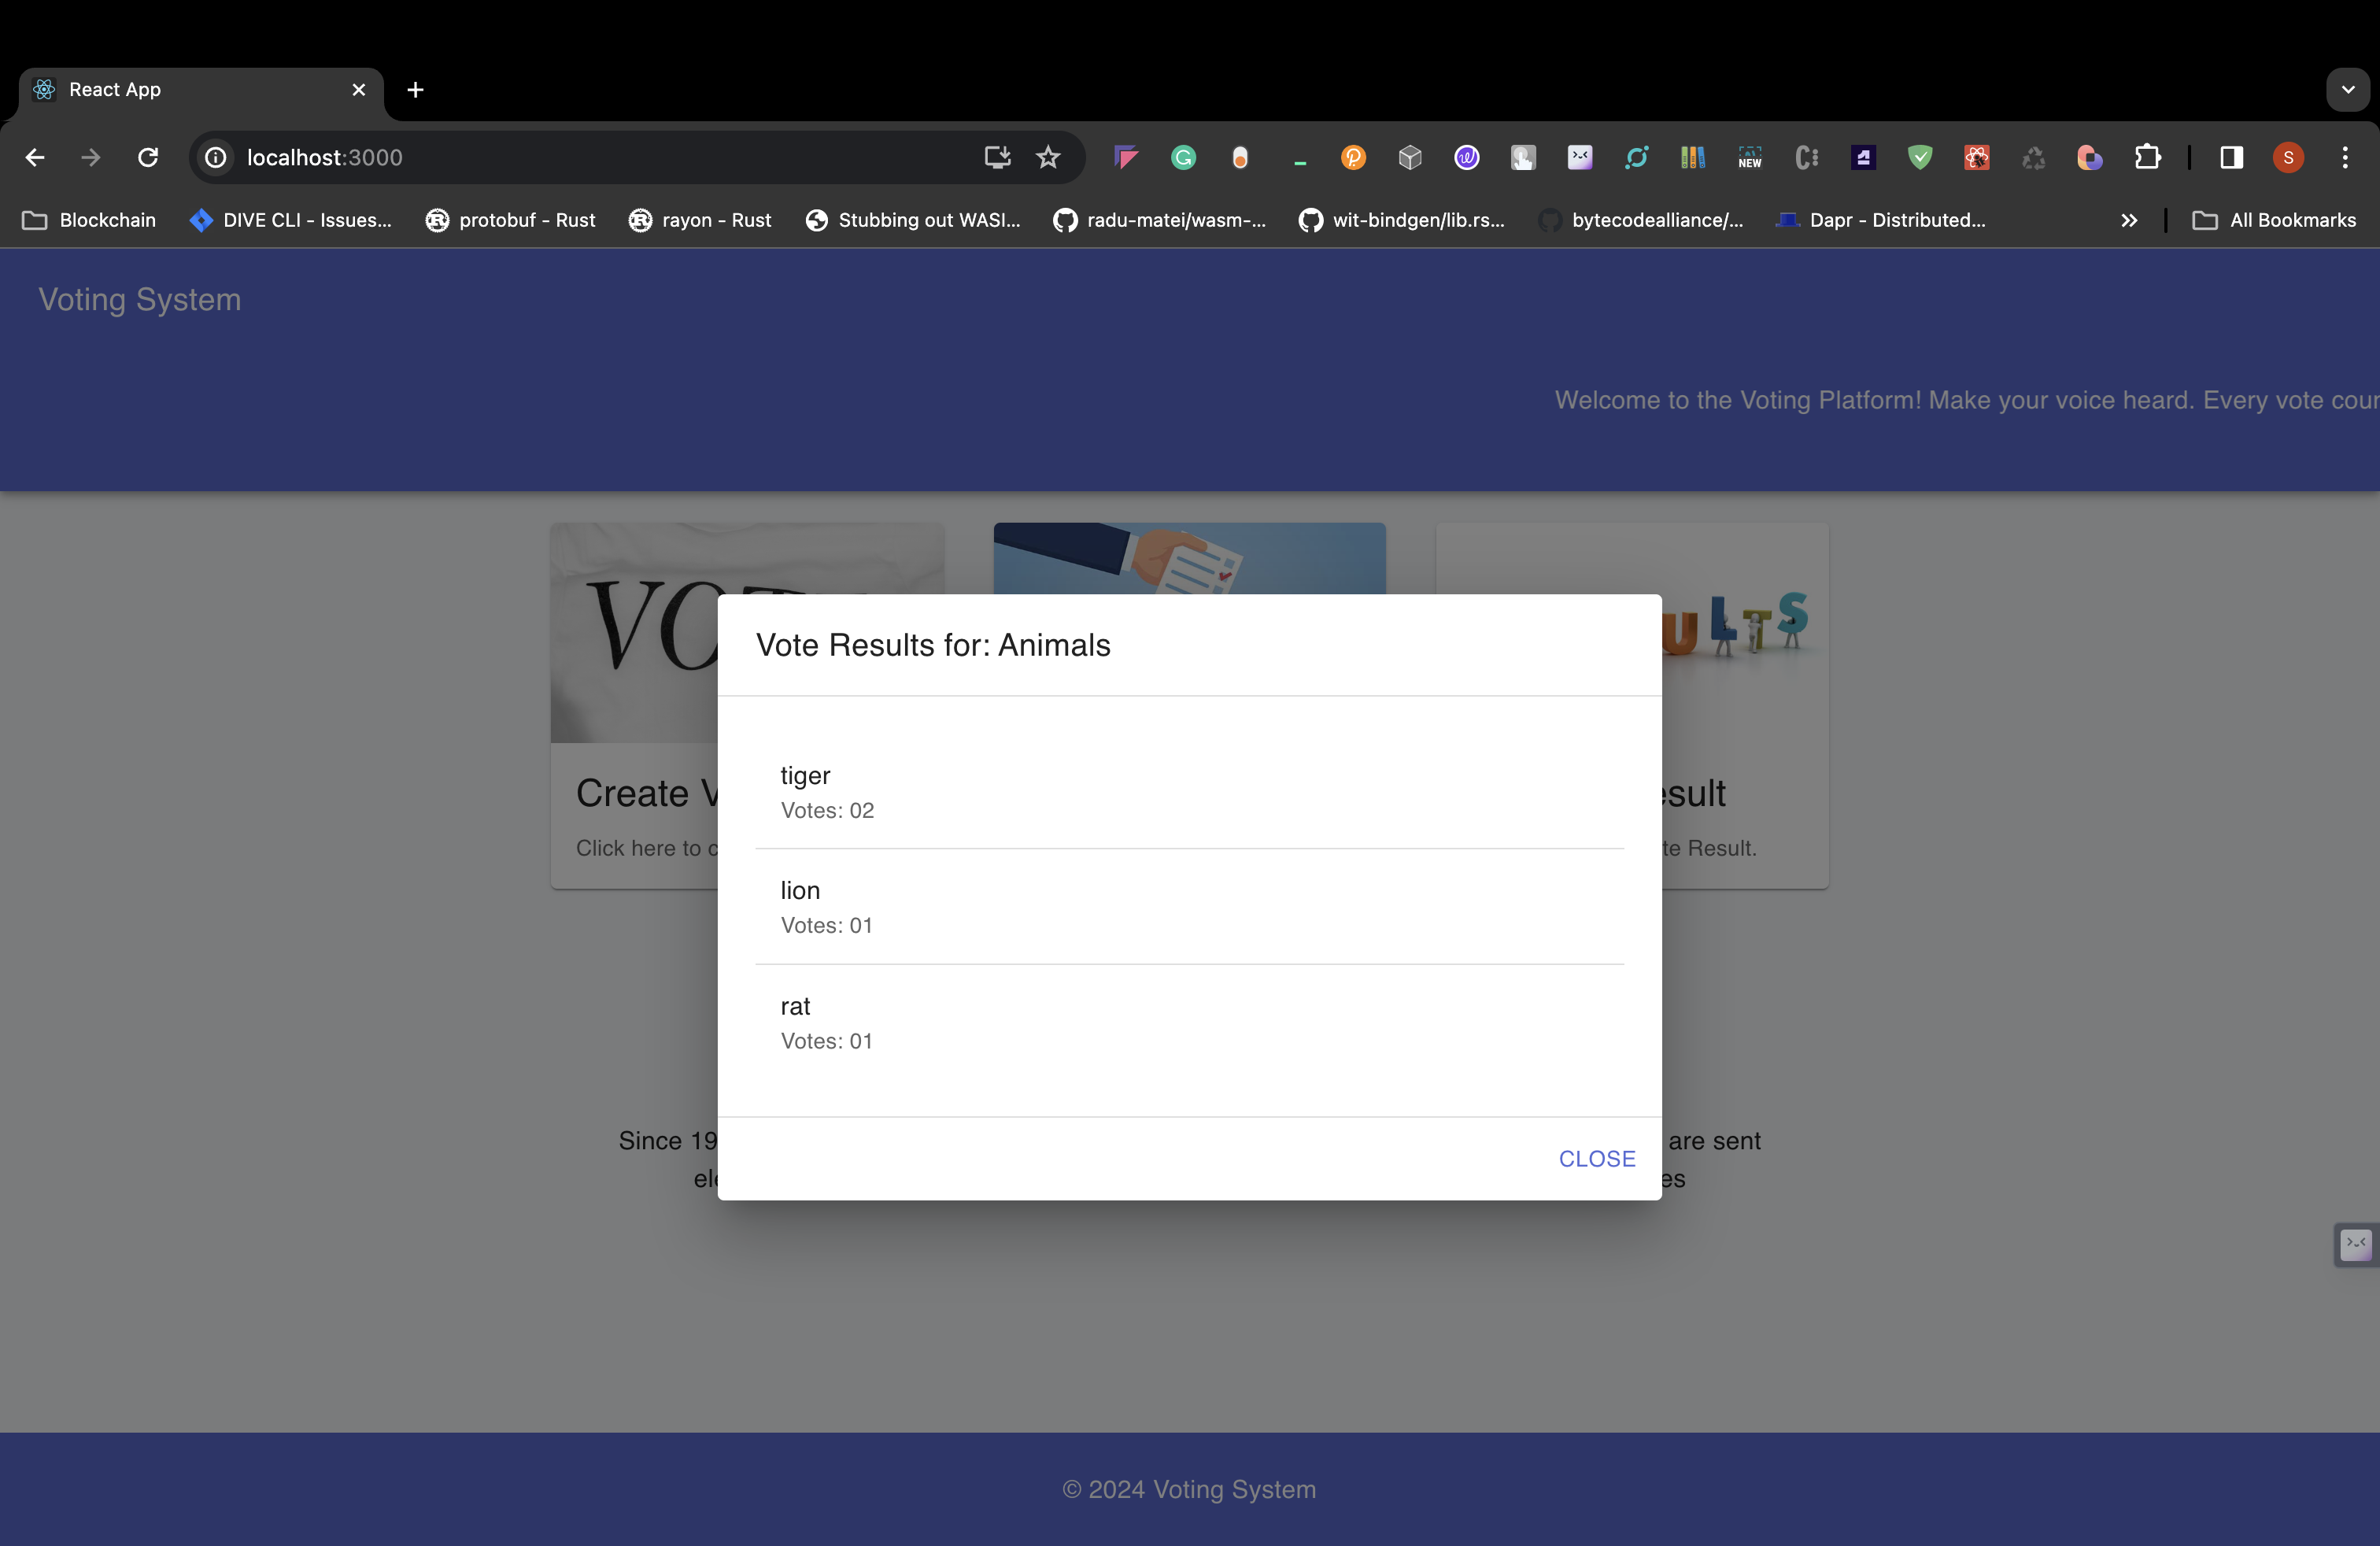 React App
localhost:3000
NEW
S
Blockchain
DIVE CLI - Issues...
protobuf - Rust
rayon - Rust
Stubbing out WASI...
radu-matei/wasm-...
wit-bindgen/lib.rs...
bytecodealliance/...
Dapr - Distributed...
All Bookmarks
Voting System
Welcome to the Voting Platform! Make your voice heard. Every vote coun
VO
ULTS
Vote Results for: Animals
tiger
Votes: 02
lion
Votes: 01
rat
Votes: 01
CLOSE
Create V
Click here to c
esult
te Result.
Since 19
are sent
ele
es
© 2024 Voting System